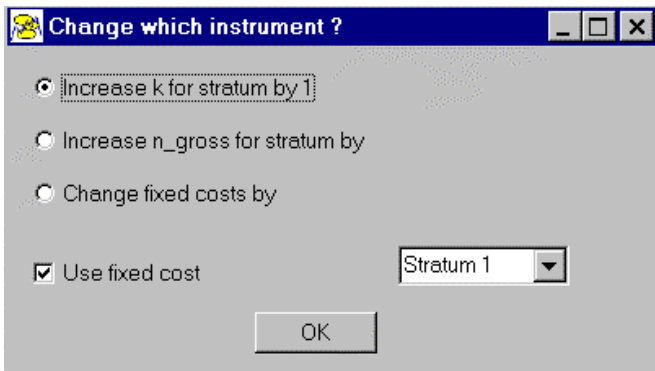 Change which instrument ?
Increase k for stratum by 1
Increase n_gross for stratum by
Change fixed costs by
Use fixed cost
Stratum 1
OK